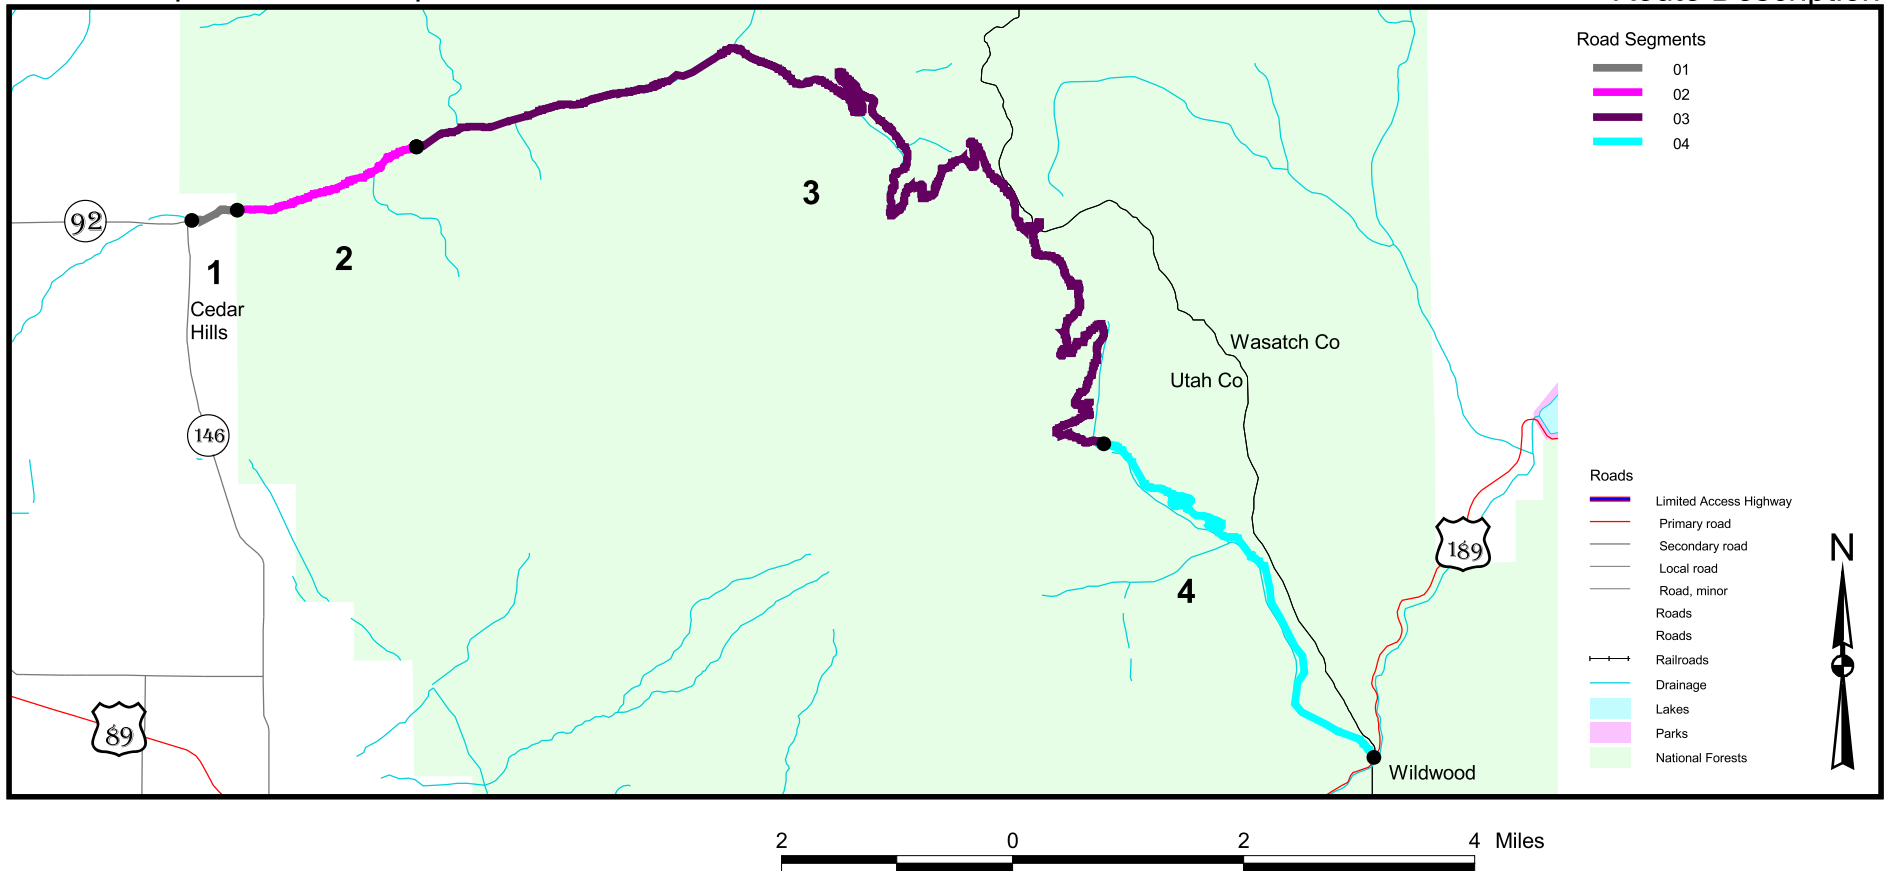 Road Segments
01
02
03
04
92
3
2
1
Cedar
Hills
Wasatch Co
Utah Co
146
189
4
89
Wildwood
Roads
Limited Access Highway
Primary road
Secondary road
Local road
Road, minor
Roads
Roads
Railroads
Drainage
Lakes
Parks
National Forests
N
2 0 2 4 Miles